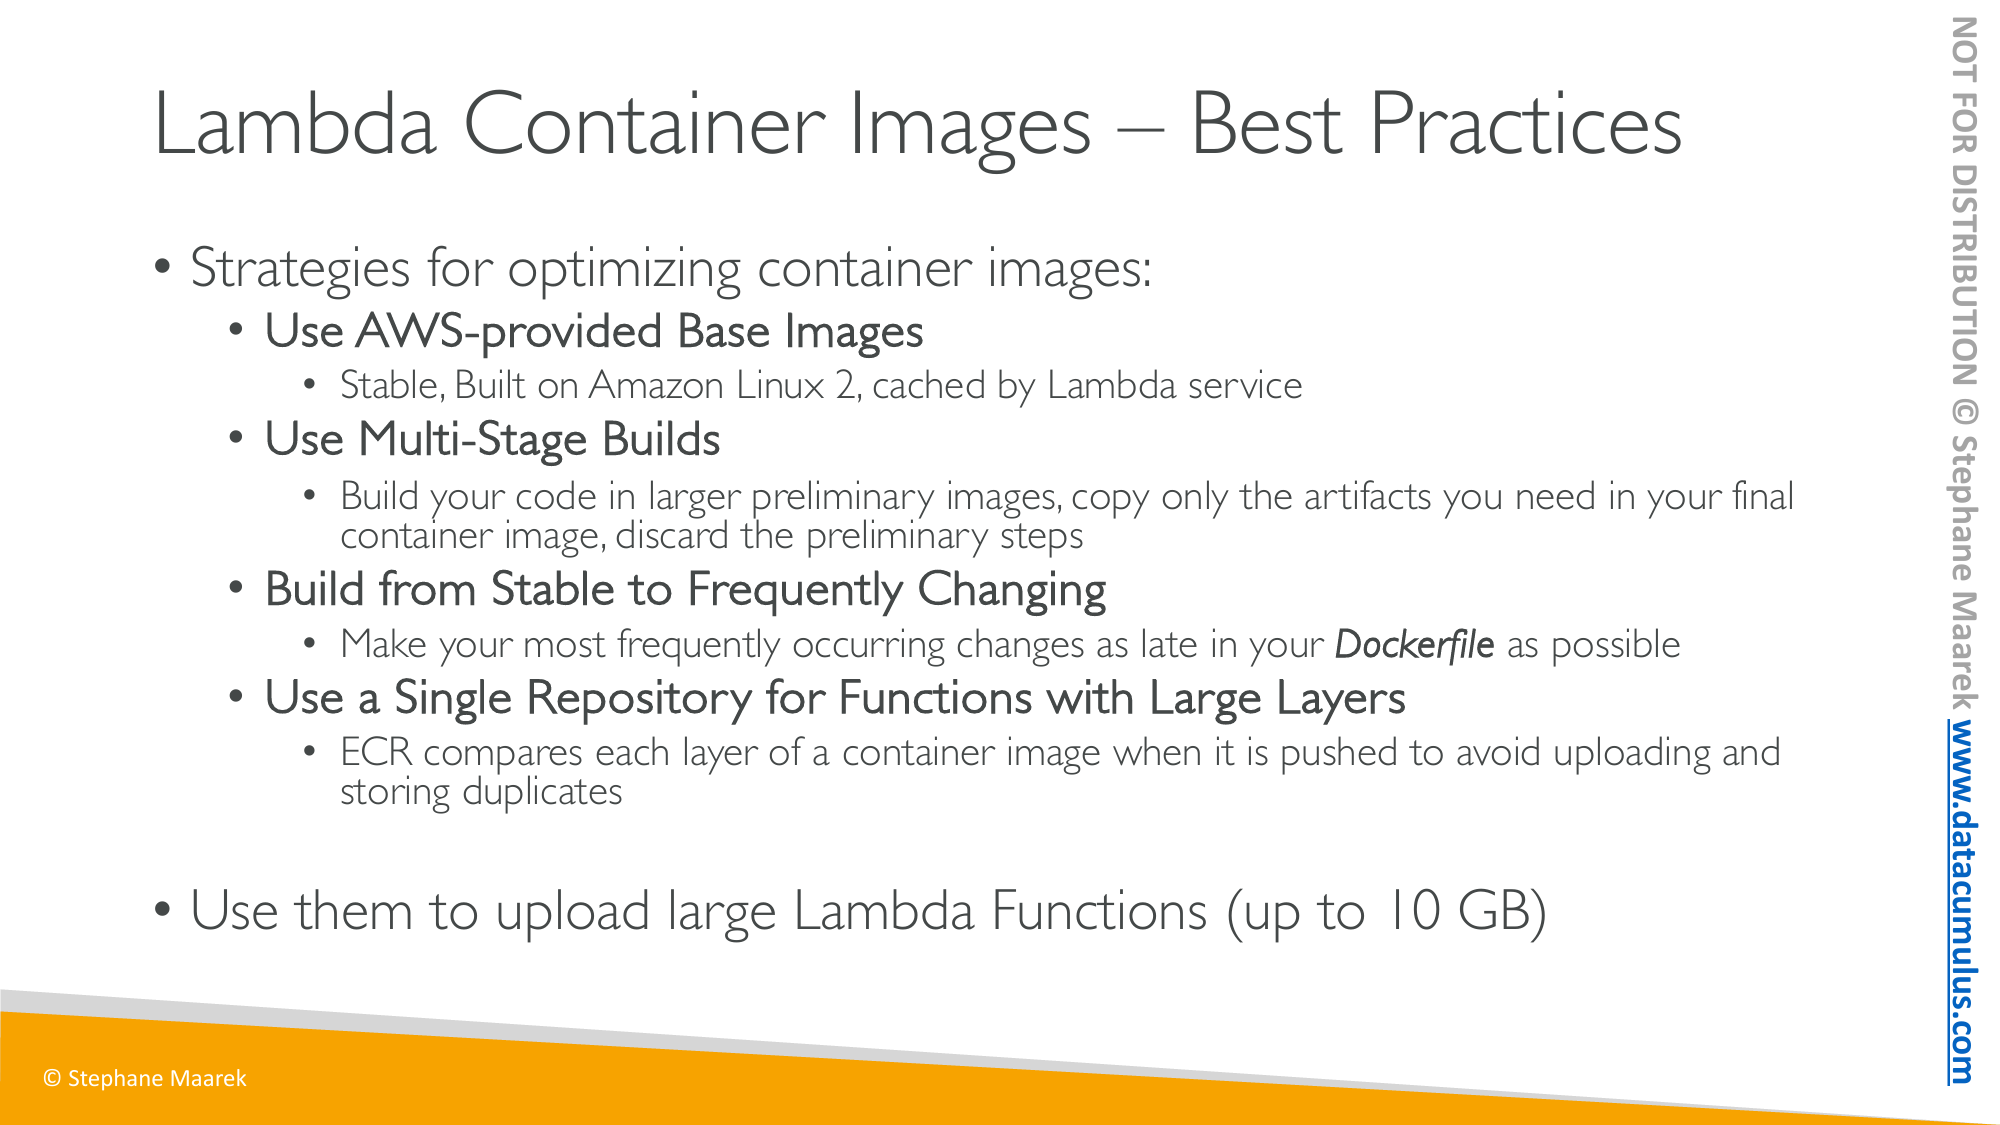 Lambda Container Images – Best Practices
• Strategies for optimizing container images:
• Use AWS-provided Base Images
• Stable, Built on Amazon Linux 2, cached by Lambda service
• Use Multi-Stage Builds
• Build your code in larger preliminary images, copy only the artifacts you need in your final
container image, discard the preliminary steps
• Build from Stable to Frequently Changing
• Make your most frequently occurring changes as late in your Dockerfile as possible
• Use a Single Repository for Functions with Large Layers
• ECR compares each layer of a container image when it is pushed to avoid uploading and
storing duplicates
• Use them to upload large Lambda Functions (up to 10 GB)
© Stephane Maarek
NOT FOR DISTRIBUTION © Stephane Maarek www.datacumulus.com